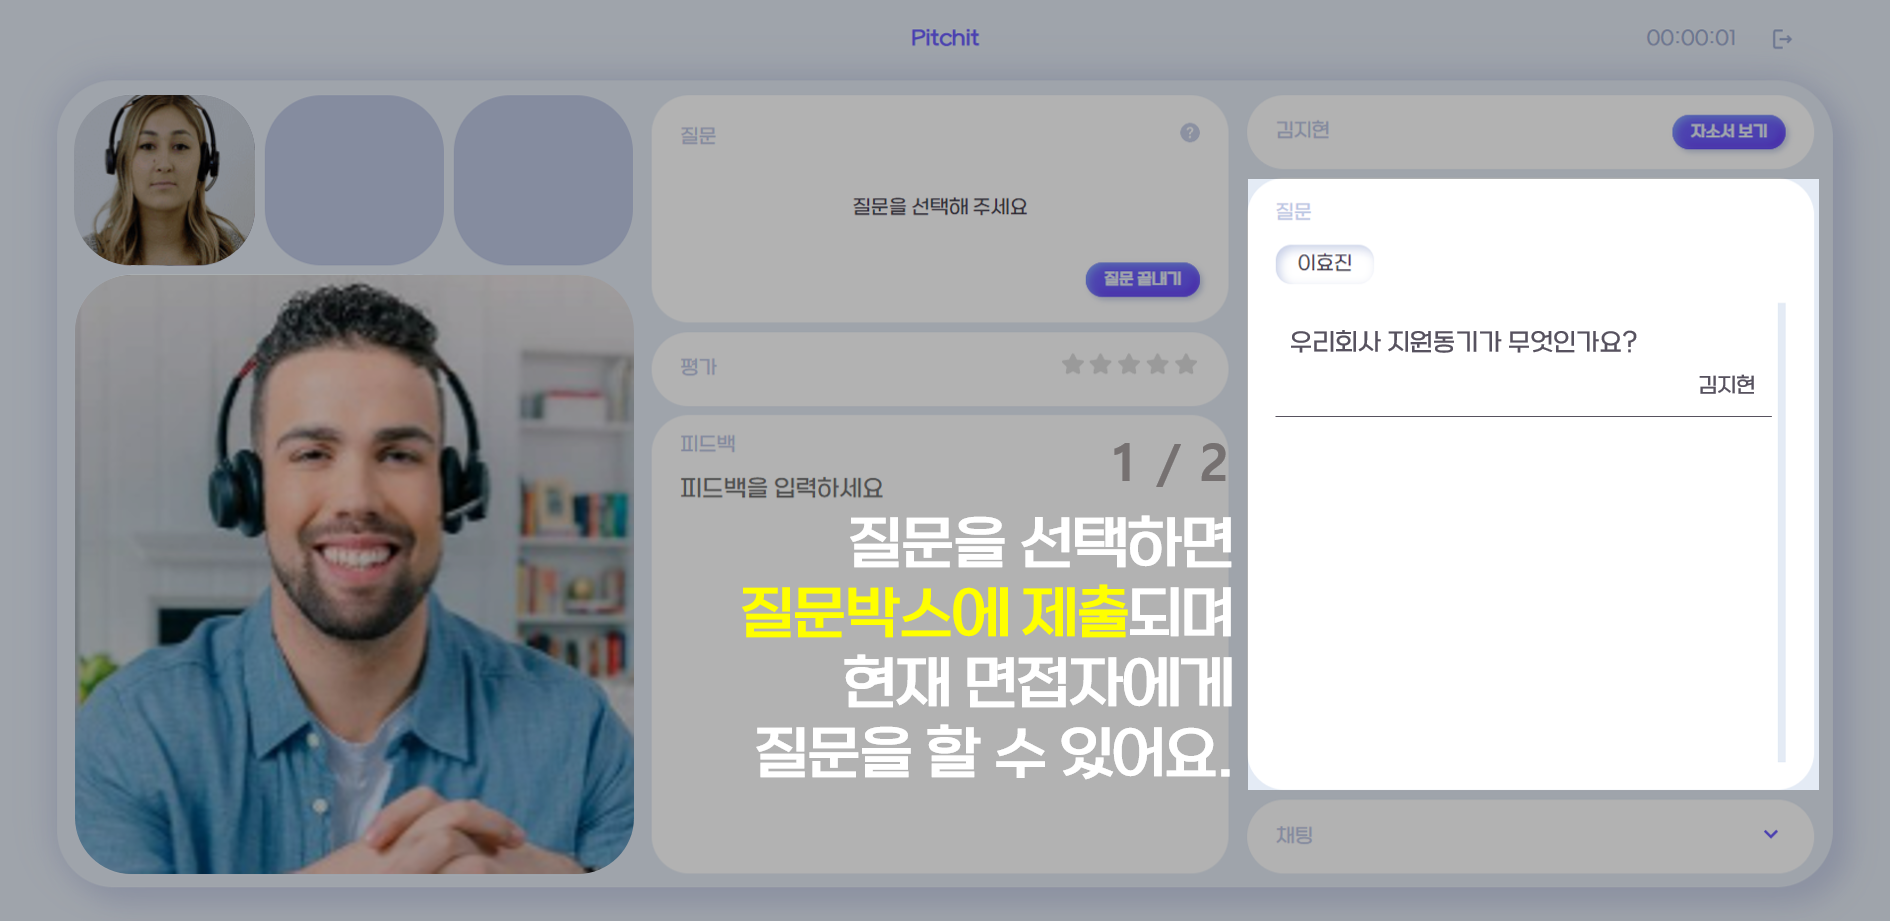 Pitchit
00:00:01
질문
?
질문을 선택해 주세요
질문 끝내기
평가
피드백
피드백을 입력하세요
1 / 2
질문을 선택하면
질문박스에 제출되며
현재 면접자에게
질문을 할 수 있어요.
김지현
자소서 보기
질문
이효진
우리회사 지원동기가 무엇인가요?
김지현
채팅